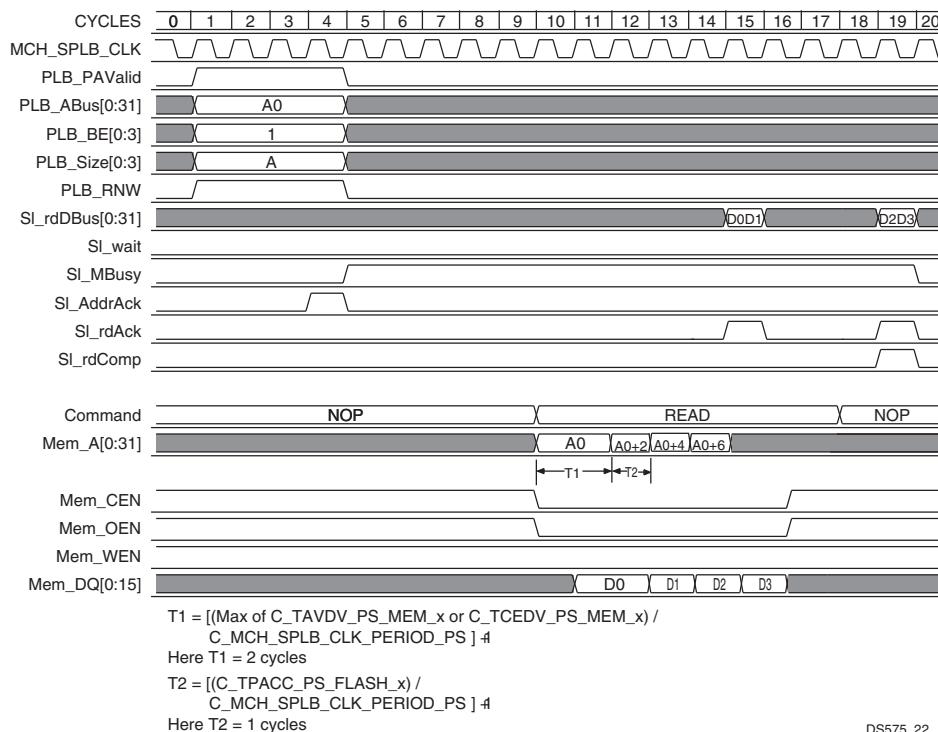 CYCLES 0 1 2 3 4 5 6 7 8 9 10 11 12 13 14 15 16 17 18 19 20
MCH_SPLB_CLK
PLB_PAValid
PLB_ABus[0:31] A0
PLB_BE[0:3] 1
PLB_Size[0:3] A
PLB_RNW
Sl_rdDBus[0:31] D0D1 D2D3
Sl_wait
Sl_MBusy
Sl_AddrAck
Sl_rdAck
Sl_rdComp
Command NOP READ NOP
Mem_A[0:31] A0 A0+2 A0+4 A0+6
T1 T2
Mem_CEN
Mem_OEN
Mem_WEN
Mem_DQ[0:15] D0 D1 D2 D3
T1 = [(Max of C_TAVDV_PS_MEM_x or C_TCEDV_PS_MEM_x) /
C_MCH_SPLB_CLK_PERIOD_PS ] +1
Here T1 = 2 cycles
T2 = [(C_TPACC_PS_FLASH_x) /
C_MCH_SPLB_CLK_PERIOD_PS ] +1
Here T2 = 1 cycles
DS575_22